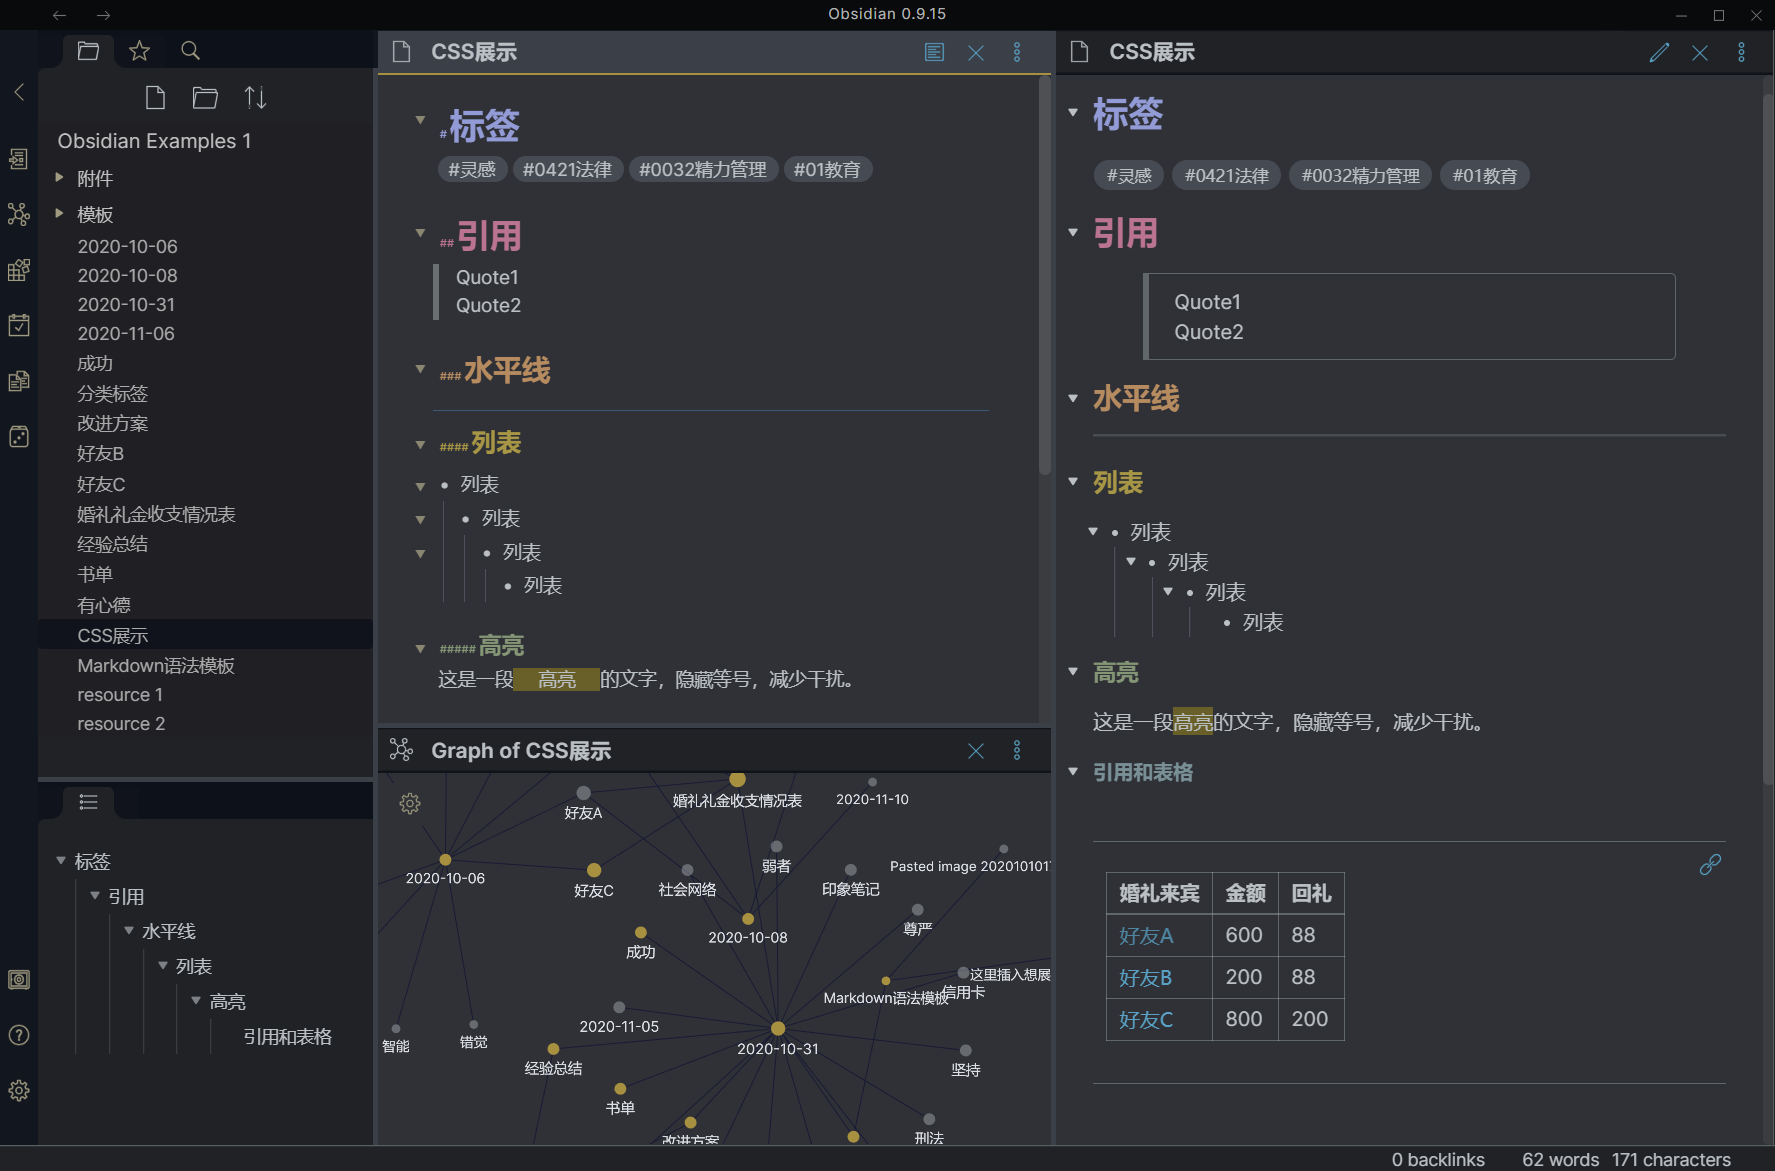 Obsidian 0.9.15
Obsidian Examples 1
附件
模板
2020-10-06
2020-10-08
2020-10-31
2020-11-06
成功
分类标签
改进方案
好友B
好友C
婚礼礼金收支情况表
经验总结
书单
有心德
CSS展示
Markdown语法模板
resource 1
resource 2
标签
引用
水平线
列表
高亮
引用和表格
CSS展示
#标签
#灵感 #0421法律 #0032精力管理 #01教育
##引用
Quote1
Quote2
###水平线
####列表
列表
列表
列表
列表
#####高亮
这是一段 高亮 的文字，隐藏等号，减少干扰。
Graph of CSS展示
婚礼礼金收支情况表
2020-11-10
好友A
弱者
Pasted image 202010101
2020-10-06
好友C
社会网络
印象笔记
尊严
2020-10-08
成功
这里插入想展
信用卡
Markdown语法模板
2020-11-05
智能
错觉
2020-10-31
经验总结
坚持
书单
改进方案
刑法
CSS展示
标签
#灵感 #0421法律 #0032精力管理 #01教育
引用
Quote1
Quote2
水平线
列表
列表
列表
列表
列表
高亮
这是一段高亮的文字，隐藏等号，减少干扰。
引用和表格
婚礼来宾 金额 回礼
好友A 600 88
好友B 200 88
好友C 800 200
0 backlinks 62 words 171 characters